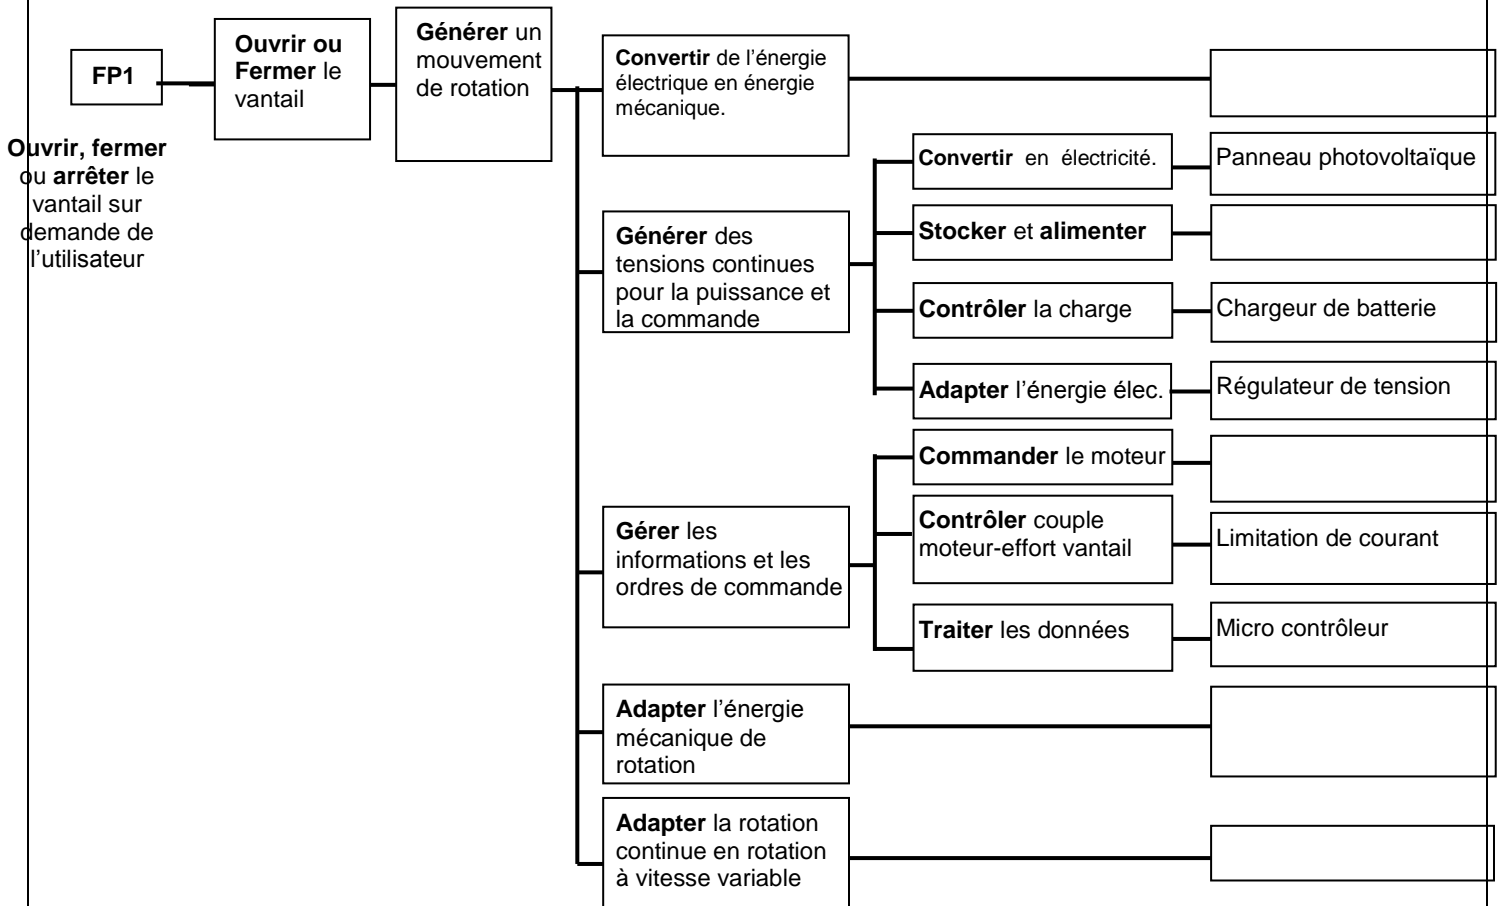 FP1
Ouvrir, fermer
ou arrêter le
vantail sur
demande de
l'utilisateur
Ouvrir ou
Fermer le
vantail
Générer un
mouvement
de rotation
Convertir de l'énergie
électrique en énergie
mécanique.
Générer des
tensions continues
pour la puissance et
la commande
Convertir en électricité.
Panneau photovoltaïque
Stocker et alimenter
Contrôler la charge
Chargeur de batterie
Adapter l'énergie élec.
Régulateur de tension
Gérer les
informations et les
ordres de commande
Commander le moteur
Contrôler couple
moteur-effort vantail
Limitation de courant
Traiter les données
Micro contrôleur
Adapter l'énergie
mécanique de
rotation
Adapter la rotation
continue en rotation
à vitesse variable